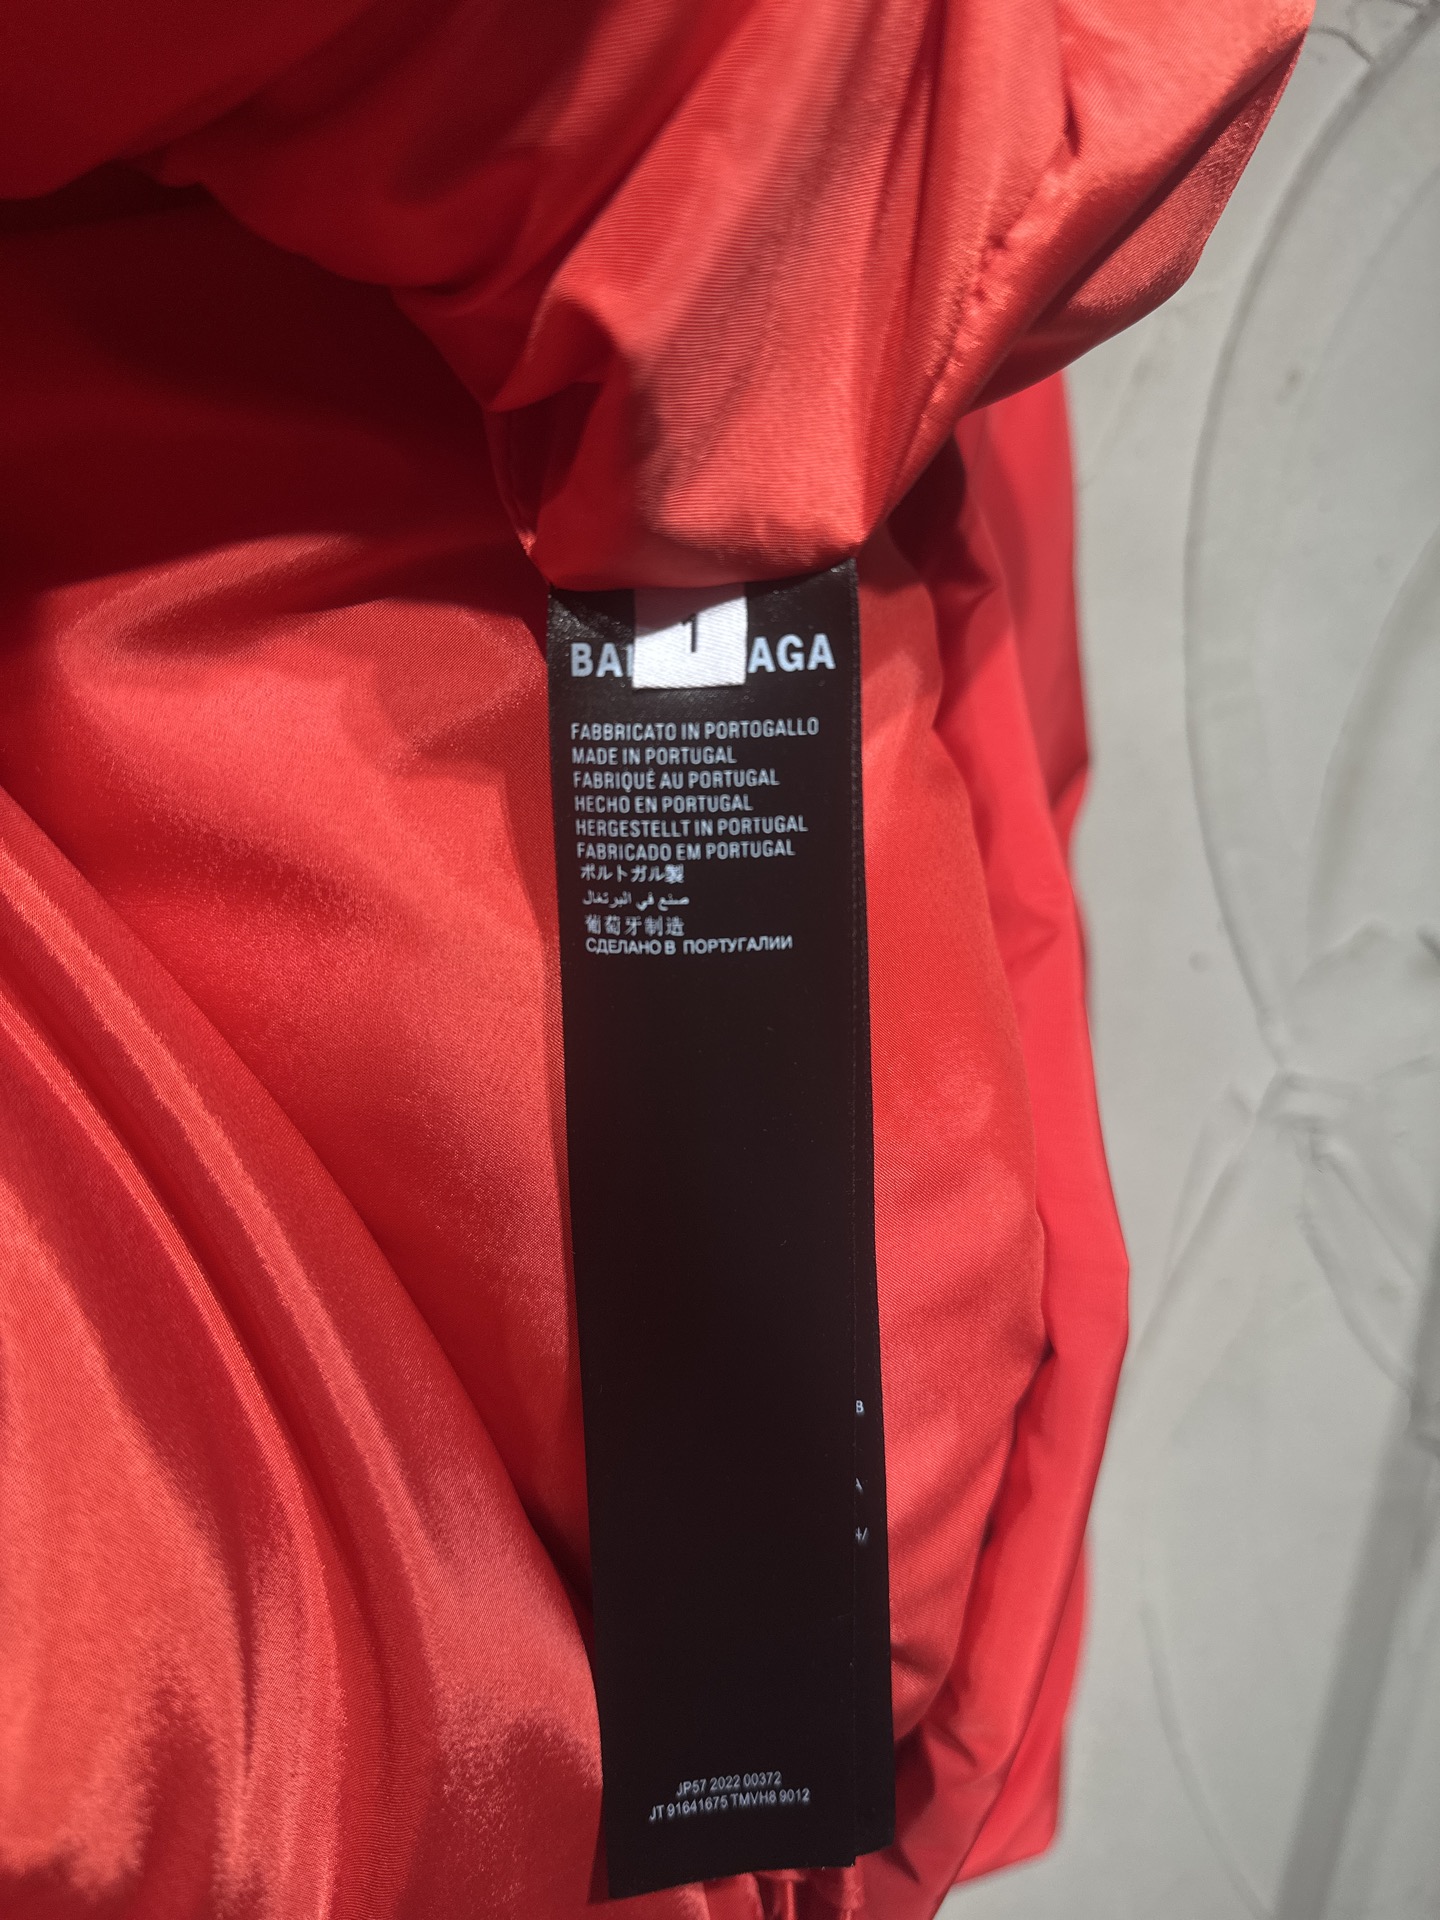 1
BAL AGA
FABBRICATO IN PORTOGALLO
MADE IN PORTUGAL
FABRIQUÈ AU PORTUGAL
HECHO EN PORTUGAL
HERGESTELLT IN PORTUGAL
FABRICADO EM PORTUGAL
ポルトガル製
صنع في البرتغال
葡萄牙制造
СДЕЛАНО В ПОРТУГАЛИИ
B
JP57 2022 00372
JT 91641675 TMVH8 9012